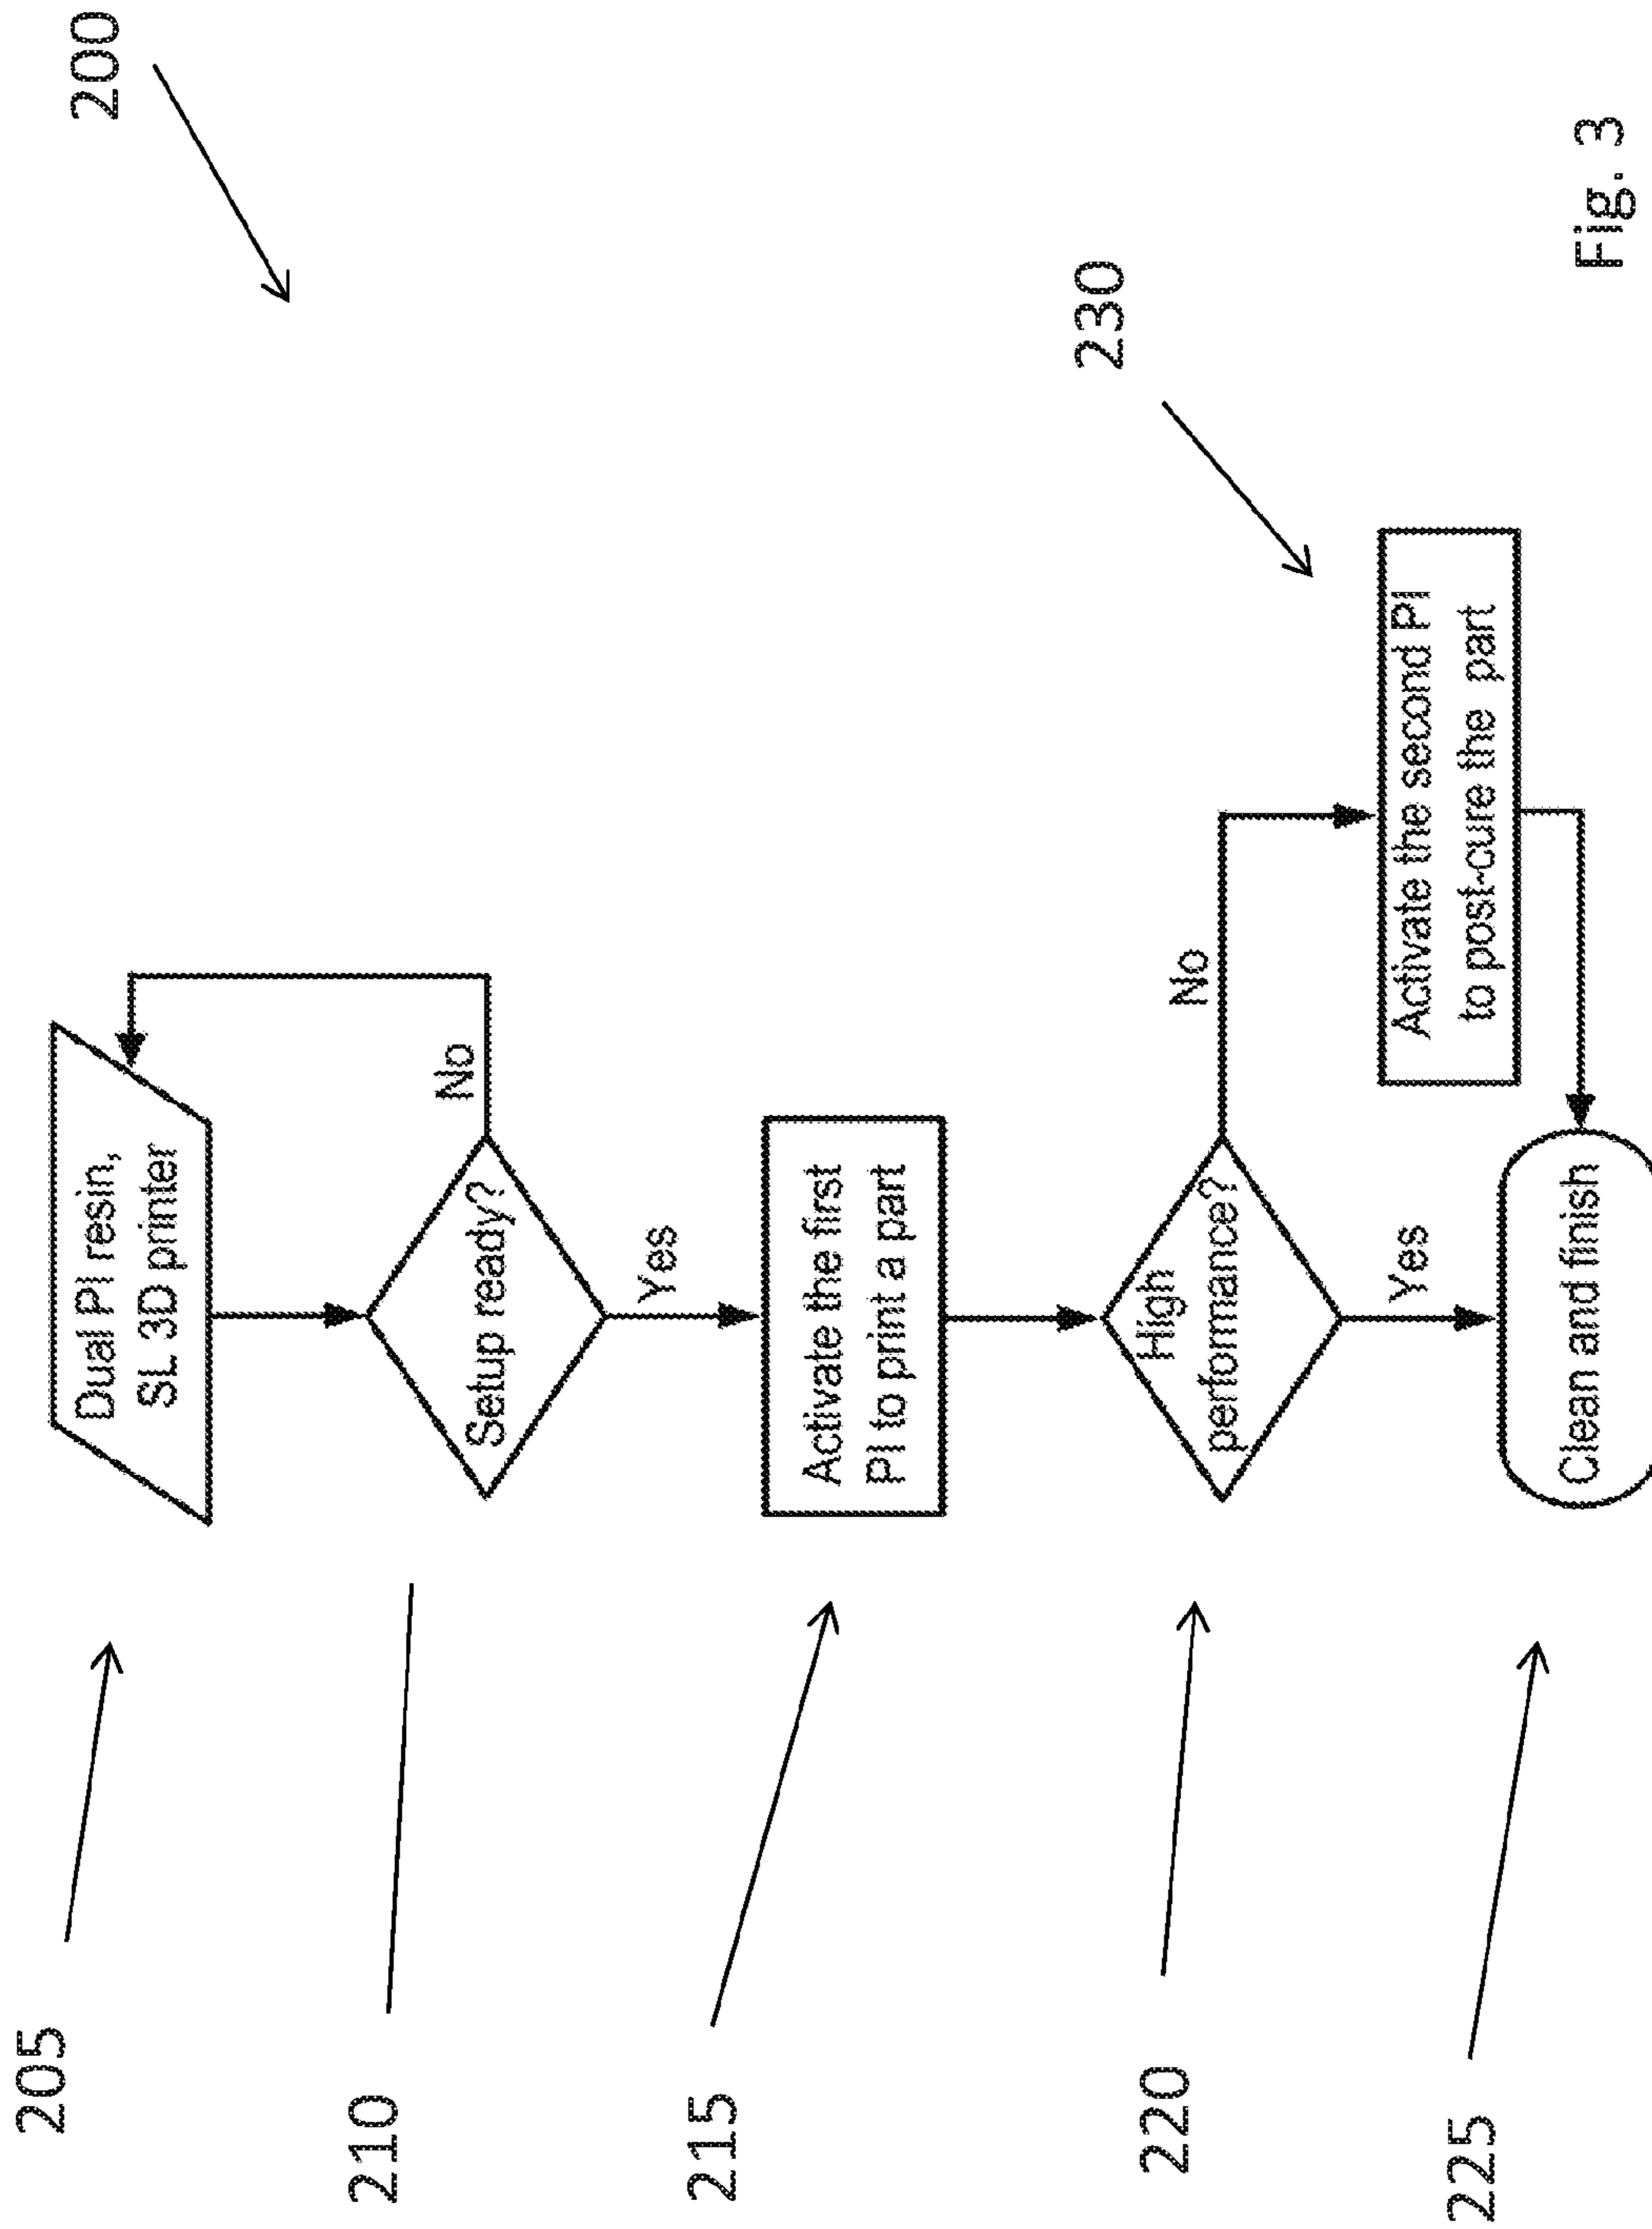 200
205
Dual PI resin,
SL 3D printer
210
Setup ready?
No
Yes
215
Activate the first
PI to print a part
220
High
performance?
No
Yes
230
Activate the second PI
to post-cure the part
225
Clean and finish
Fig. 3